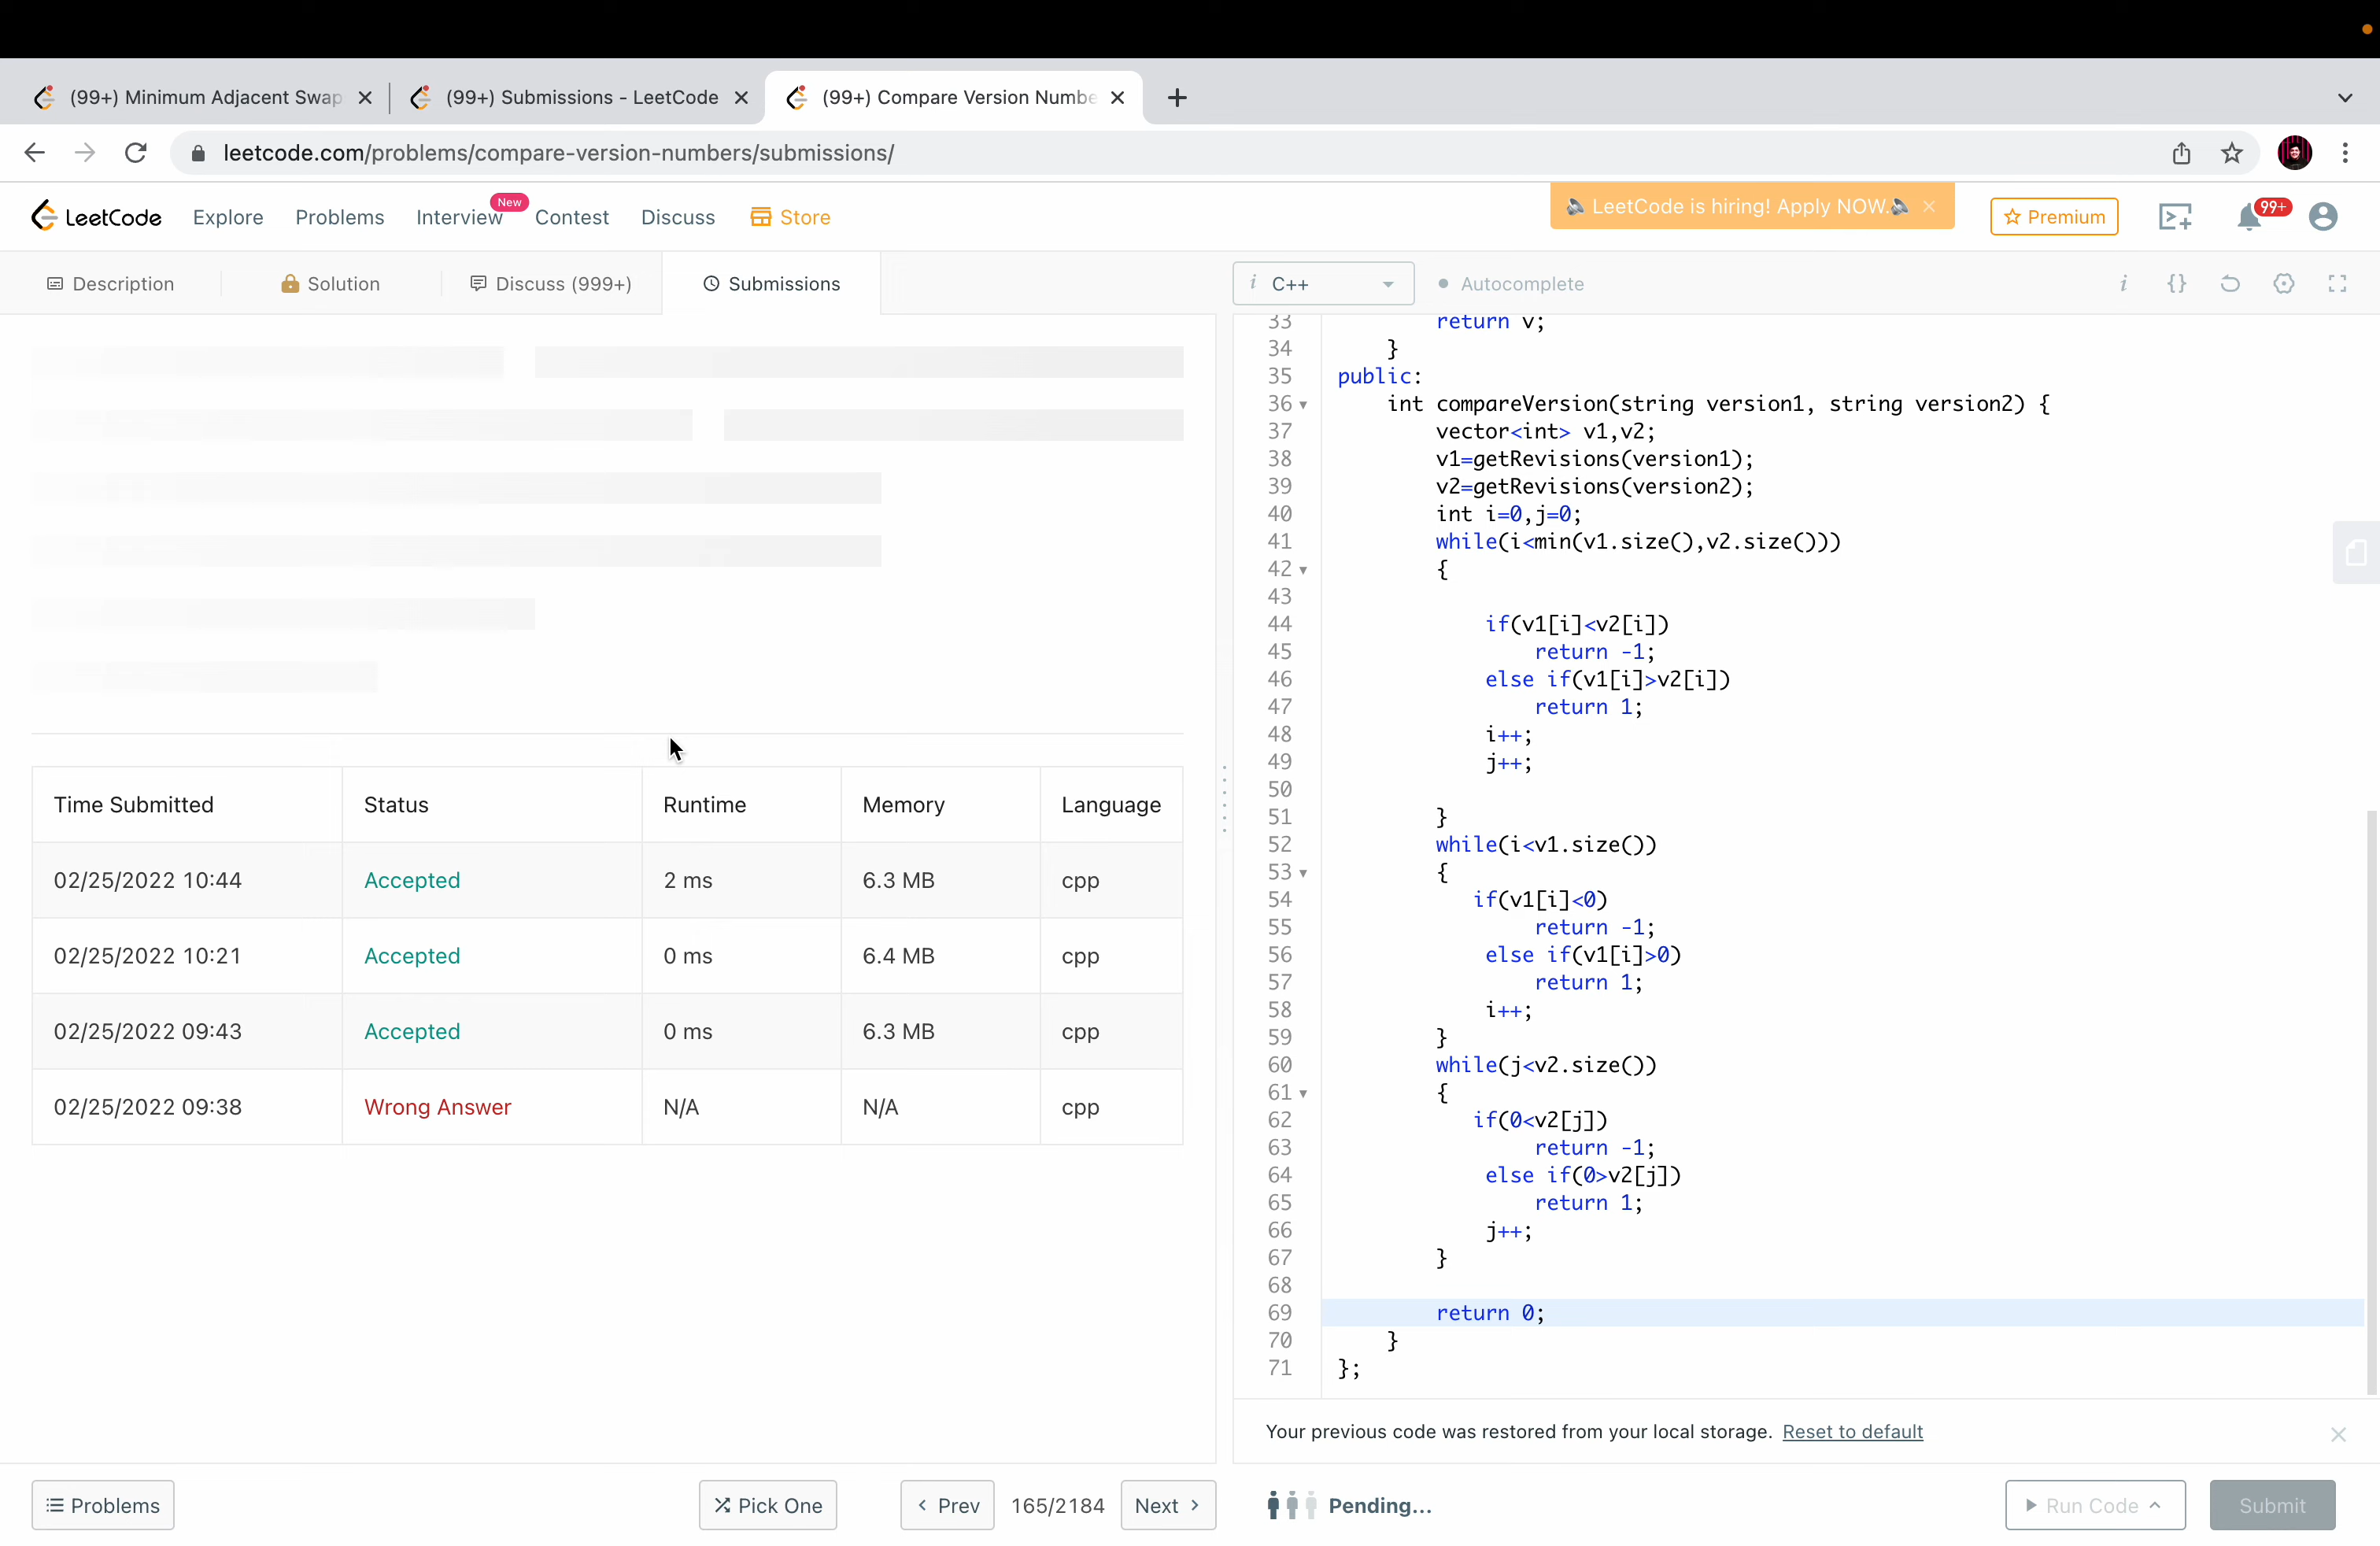 (99+) Minimum Adjacent Swap
(99+) Submissions - LeetCode
(99+) Compare Version Numbe
leetcode.com/problems/compare-version-numbers/submissions/
LeetCode
Explore
Problems
Interview
New
Contest
Discuss
Store
LeetCode is hiring! Apply NOW.
Premium
99+
Description
Solution
Discuss (999+)
Submissions
i C++
Autocomplete
Time Submitted Status Runtime Memory Language
02/25/2022 10:44 Accepted 2 ms 6.3 MB cpp
02/25/2022 10:21 Accepted 0 ms 6.4 MB cpp
02/25/2022 09:43 Accepted 0 ms 6.3 MB cpp
02/25/2022 09:38 Wrong Answer N/A N/A cpp
33 return v;
34 }
35 public:
36 int compareVersion(string version1, string version2) {
37 vector<int> v1,v2;
38 v1=getRevisions(version1);
39 v2=getRevisions(version2);
40 int i=0,j=0;
41 while(i<min(v1.size(),v2.size()))
42 {
43
44 if(v1[i]<v2[i])
45 return -1;
46 else if(v1[i]>v2[i])
47 return 1;
48 i++;
49 j++;
50
51 }
52 while(i<v1.size())
53 {
54 if(v1[i]<0)
55 return -1;
56 else if(v1[i]>0)
57 return 1;
58 i++;
59 }
60 while(j<v2.size())
61 {
62 if(0<v2[j])
63 return -1;
64 else if(0>v2[j])
65 return 1;
66 j++;
67 }
68
69 return 0;
70 }
71 };
Your previous code was restored from your local storage. Reset to default
Problems
Pick One
Prev
165/2184
Next
Pending...
Run Code
Submit